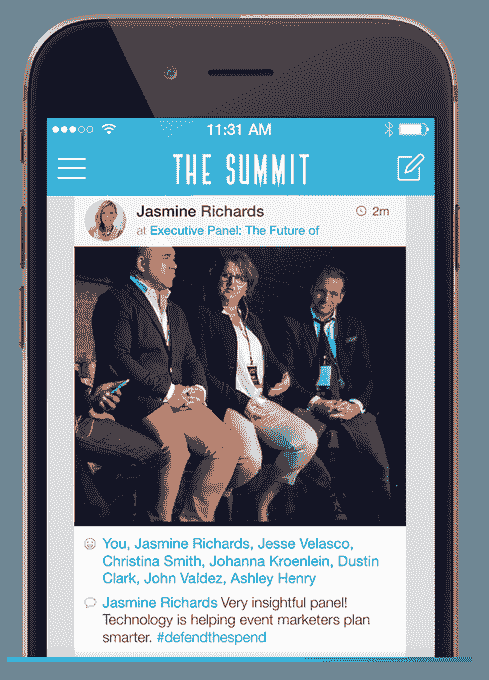 11:31 AM
THE SUMMIT
Jasmine Richards
2m
at Executive Panel: The Future of
You, Jasmine Richards, Jesse Velasco,
Christina Smith, Johanna Kroenlein, Dustin
Clark, John Valdez, Ashley Henry
Jasmine Richards Very insightful panel!
Technology is helping event marketers plan
smarter. #defendthespend